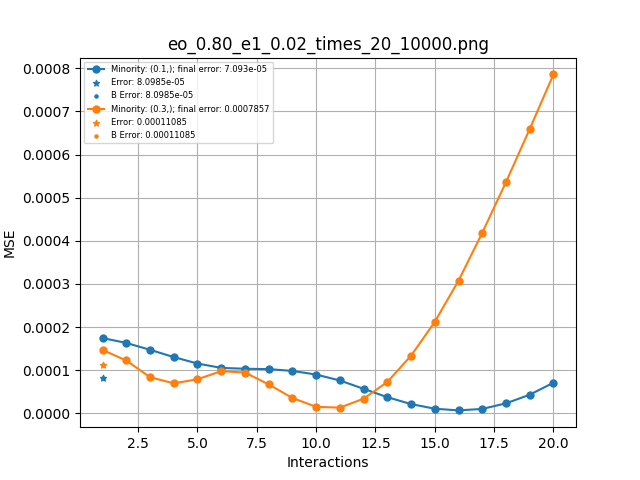 eo_0.80_e1_0.02_times_20_10000.png
Minority: (0.1,); final error: 7.093e-05
Error: 8.0985e-05
B Error: 8.0985e-05
Minority: (0.3,); final error: 0.0007857
Error: 0.00011085
B Error: 0.00011085
0.0008
0.0007
0.0006
0.0005
0.0004
0.0003
0.0002
0.0001
0.0000
MSE
2.5 5.0 7.5 10.0 12.5 15.0 17.5 20.0
Interactions